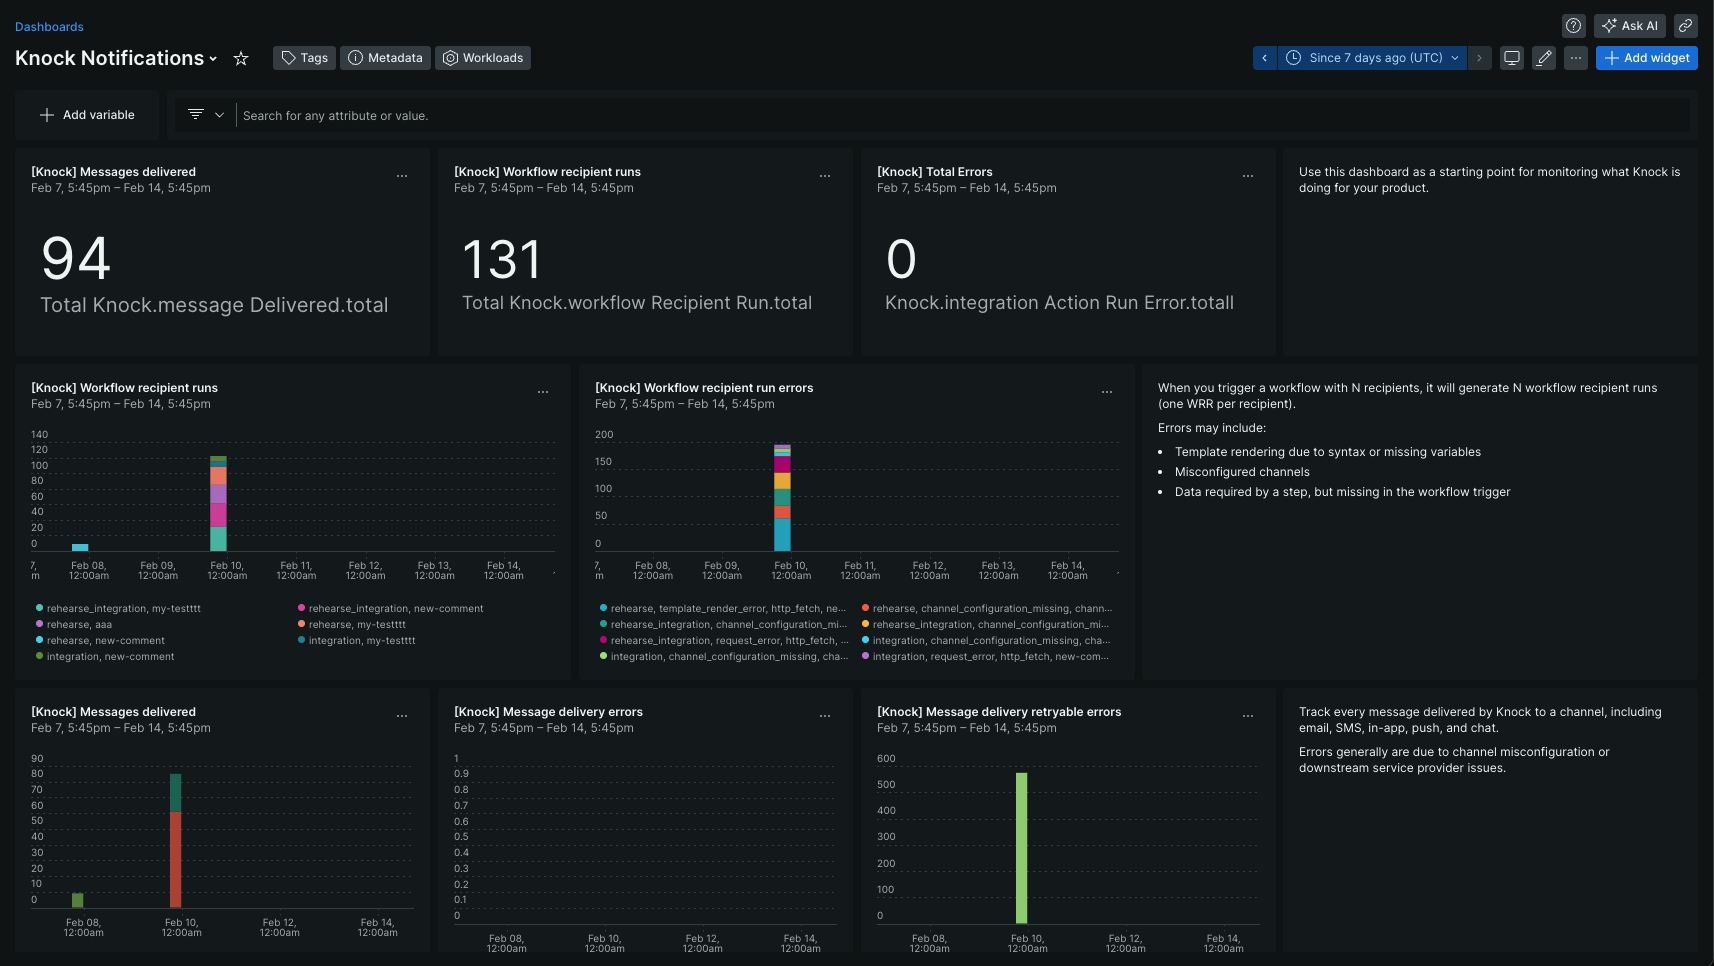 Dashboards
Ask AI
Knock Notifications
Tags
Metadata
Workloads
Since 7 days ago (UTC)
Add widget
Add variable
Search for any attribute or value.
[Knock] Messages delivered
Feb 7, 5:45pm – Feb 14, 5:45pm
94
Total Knock.message Delivered.total
[Knock] Workflow recipient runs
Feb 7, 5:45pm – Feb 14, 5:45pm
131
Total Knock.workflow Recipient Run.total
[Knock] Total Errors
Feb 7, 5:45pm – Feb 14, 5:45pm
0
Knock.integration Action Run Error.totall
Use this dashboard as a starting point for monitoring what Knock is
doing for your product.
[Knock] Workflow recipient runs
Feb 7, 5:45pm – Feb 14, 5:45pm
140
120
100
80
60
40
20
0
7, Feb 08, Feb 09, Feb 10, Feb 11, Feb 12, Feb 13, Feb 14,
m 12:00am 12:00am 12:00am 12:00am 12:00am 12:00am 12:00am
rehearse_integration, my-testttt
rehearse_integration, new-comment
rehearse, aaa
rehearse, my-testttt
rehearse, new-comment
integration, my-testttt
integration, new-comment
[Knock] Workflow recipient run errors
Feb 7, 5:45pm – Feb 14, 5:45pm
200
150
100
50
0
7, Feb 08, Feb 09, Feb 10, Feb 11, Feb 12, Feb 13, Feb 14,
m 12:00am 12:00am 12:00am 12:00am 12:00am 12:00am 12:00am
rehearse, template_render_error, http_fetch, ne...
rehearse, channel_configuration_missing, chann...
rehearse_integration, channel_configuration_mi...
rehearse_integration, channel_configuration_mi...
rehearse_integration, request_error, http_fetch, ...
integration, channel_configuration_missing, cha...
integration, channel_configuration_missing, cha...
integration, request_error, http_fetch, new-com...
When you trigger a workflow with N recipients, it will generate N workflow recipient runs
(one WRR per recipient).
Errors may include:
• Template rendering due to syntax or missing variables
• Misconfigured channels
• Data required by a step, but missing in the workflow trigger
[Knock] Messages delivered
Feb 7, 5:45pm – Feb 14, 5:45pm
90
80
70
60
50
40
30
20
10
0
Feb 08, Feb 10, Feb 12, Feb 14,
12:00am 12:00am 12:00am 12:00am
[Knock] Message delivery errors
Feb 7, 5:45pm – Feb 14, 5:45pm
1
0.9
0.8
0.7
0.6
0.5
0.4
0.3
0.2
0.1
0
Feb 08, Feb 10, Feb 12, Feb 14,
12:00am 12:00am 12:00am 12:00am
[Knock] Message delivery retryable errors
Feb 7, 5:45pm – Feb 14, 5:45pm
600
500
400
300
200
100
0
Feb 08, Feb 10, Feb 12, Feb 14,
12:00am 12:00am 12:00am 12:00am
Track every message delivered by Knock to a channel, including
email, SMS, in-app, push, and chat.
Errors generally are due to channel misconfiguration or
downstream service provider issues.